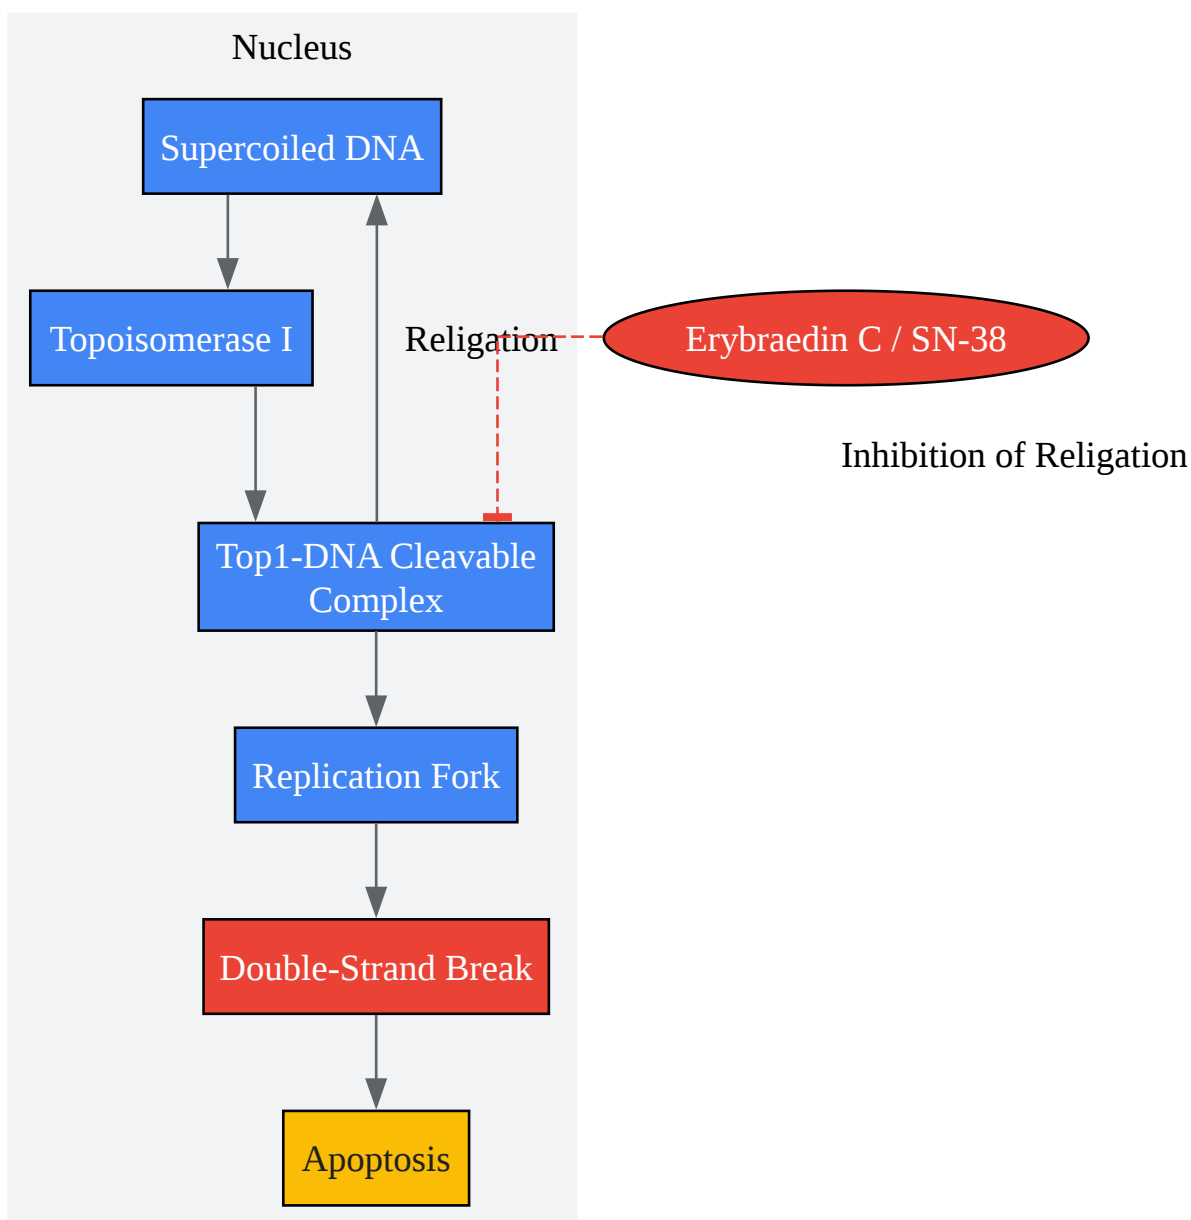 Nucleus
Supercoiled DNA
Topoisomerase I
Religation
Erybraedin C / SN-38
Inhibition of Religation
Top1-DNA Cleavable
Complex
Replication Fork
Double-Strand Break
Apoptosis